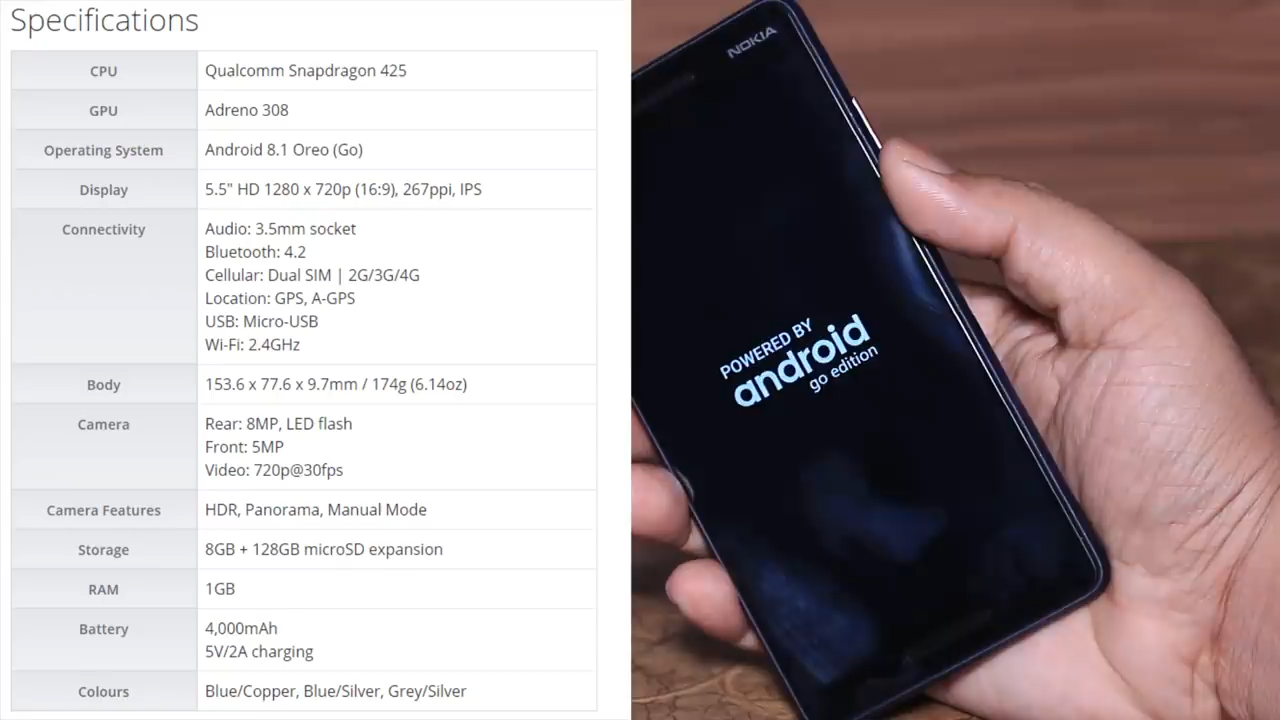 Specifications
CPU
Qualcomm Snapdragon 425
GPU
Adreno 308
Operating System
Android 8.1 Oreo (Go)
Display
5.5" HD 1280 x 720p (16:9), 267ppi, IPS
Connectivity
Audio: 3.5mm socket
Bluetooth: 4.2
Cellular: Dual SIM | 2G/3G/4G
Location: GPS, A-GPS
USB: Micro-USB
Wi-Fi: 2.4GHz
Body
153.6 x 77.6 x 9.7mm / 174g (6.14oz)
Camera
Rear: 8MP, LED flash
Front: 5MP
Video: 720p@30fps
Camera Features
HDR, Panorama, Manual Mode
Storage
8GB + 128GB microSD expansion
RAM
1GB
Battery
4,000mAh
5V/2A charging
Colours
Blue/Copper, Blue/Silver, Grey/Silver
NOKIA
POWERED BY
android
go edition